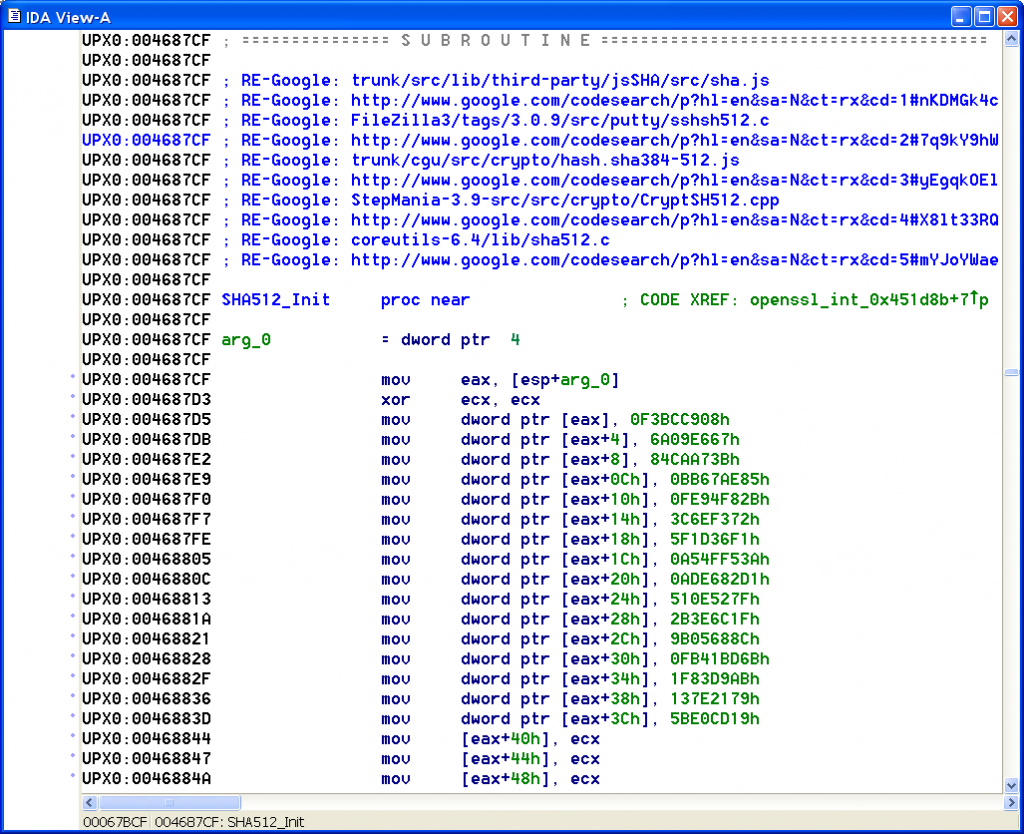 IDA View-A
UPX0:004687CF ; =============== S U B R O U T I N E =======================================
UPX0:004687CF
UPX0:004687CF ; RE-Google: trunk/src/lib/third-party/jsSHA/src/sha.js
UPX0:004687CF ; RE-Google: http://www.google.com/codesearch/p?hl=en&sa=N&ct=rx&cd=1#nKDMGk4c
UPX0:004687CF ; RE-Google: FileZilla3/tags/3.0.9/src/putty/sshsh512.c
UPX0:004687CF ; RE-Google: http://www.google.com/codesearch/p?hl=en&sa=N&ct=rx&cd=2#7q9kY9hW
UPX0:004687CF ; RE-Google: trunk/cgu/src/crypto/hash.sha384-512.js
UPX0:004687CF ; RE-Google: http://www.google.com/codesearch/p?hl=en&sa=N&ct=rx&cd=3#yEgqkOEl
UPX0:004687CF ; RE-Google: StepMania-3.9-src/src/crypto/CryptSH512.cpp
UPX0:004687CF ; RE-Google: http://www.google.com/codesearch/p?hl=en&sa=N&ct=rx&cd=4#X8lt33RQ
UPX0:004687CF ; RE-Google: coreutils-6.4/lib/sha512.c
UPX0:004687CF ; RE-Google: http://www.google.com/codesearch/p?hl=en&sa=N&ct=rx&cd=5#mYJoYWae
UPX0:004687CF
UPX0:004687CF SHA512_Init proc near ; CODE XREF: openssl_int_0x451d8b+7↑p
UPX0:004687CF
UPX0:004687CF arg_0 = dword ptr 4
UPX0:004687CF
UPX0:004687CF mov eax, [esp+arg_0]
UPX0:004687D3 xor ecx, ecx
UPX0:004687D5 mov dword ptr [eax], 0F3BCC908h
UPX0:004687DB mov dword ptr [eax+4], 6A09E667h
UPX0:004687E2 mov dword ptr [eax+8], 84CAA73Bh
UPX0:004687E9 mov dword ptr [eax+0Ch], 0BB67AE85h
UPX0:004687F0 mov dword ptr [eax+10h], 0FE94F82Bh
UPX0:004687F7 mov dword ptr [eax+14h], 3C6EF372h
UPX0:004687FE mov dword ptr [eax+18h], 5F1D36F1h
UPX0:00468805 mov dword ptr [eax+1Ch], 0A54FF53Ah
UPX0:0046880C mov dword ptr [eax+20h], 0ADE682D1h
UPX0:00468813 mov dword ptr [eax+24h], 510E527Fh
UPX0:0046881A mov dword ptr [eax+28h], 2B3E6C1Fh
UPX0:00468821 mov dword ptr [eax+2Ch], 9B05688Ch
UPX0:00468828 mov dword ptr [eax+30h], 0FB41BD6Bh
UPX0:0046882F mov dword ptr [eax+34h], 1F83D9ABh
UPX0:00468836 mov dword ptr [eax+38h], 137E2179h
UPX0:0046883D mov dword ptr [eax+3Ch], 5BE0CD19h
UPX0:00468844 mov [eax+40h], ecx
UPX0:00468847 mov [eax+44h], ecx
UPX0:0046884A mov [eax+48h], ecx
00067BCF 004687CF: SHA512_Init